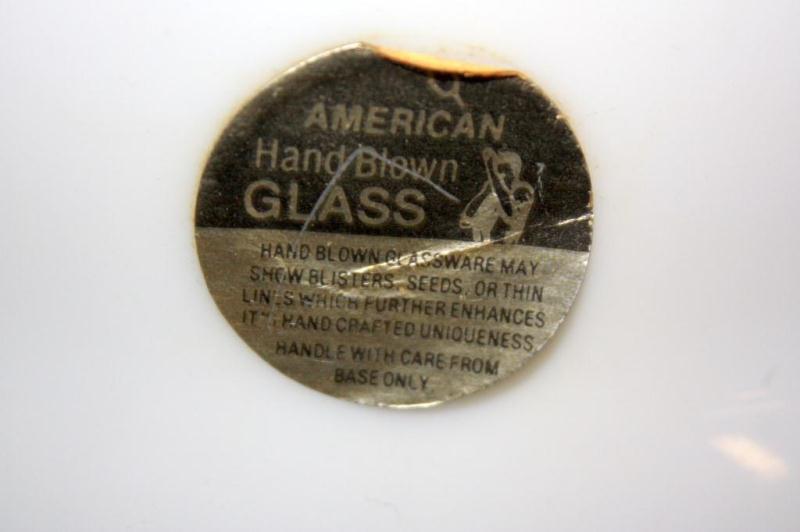 AMERICAN
Hand Blown
GLASS
HAND BLOWN GLASSWARE MAY
SHOW BLISTERS, SEEDS, OR THIN
LINES WHICH FURTHER ENHANCES
ITS HAND CRAFTED UNIQUENESS
HANDLE WITH CARE FROM
BASE ONLY